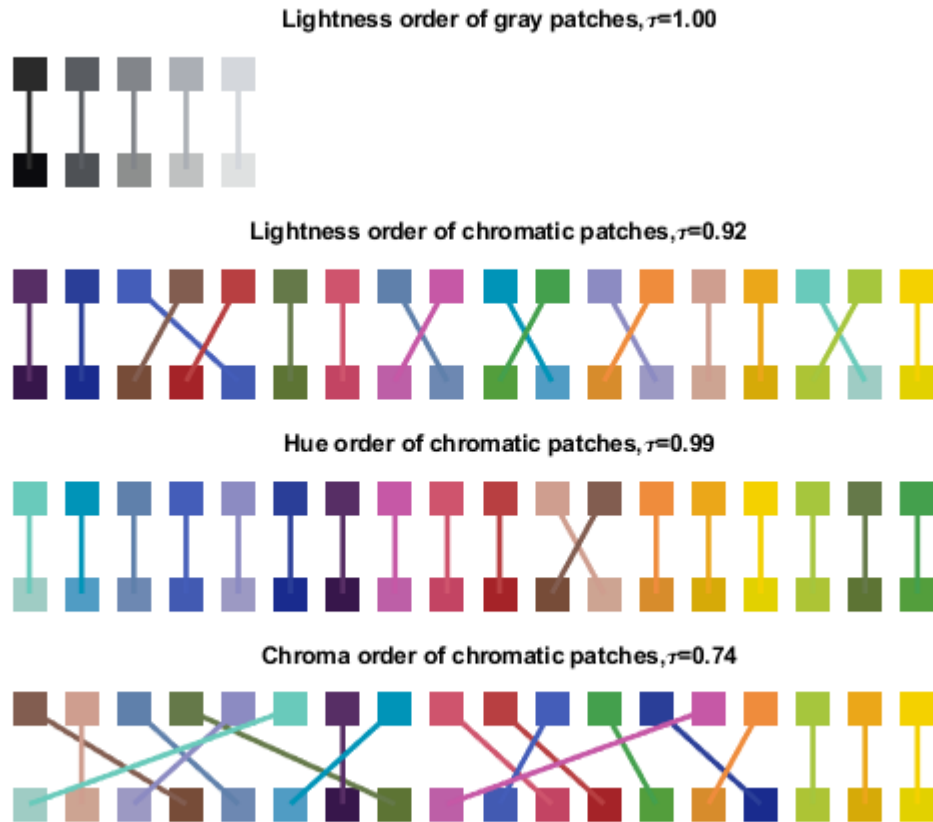 Lightness order of gray patches,τ=1.00
Lightness order of chromatic patches,τ=0.92
Hue order of chromatic patches,τ=0.99
Chroma order of chromatic patches,τ=0.74